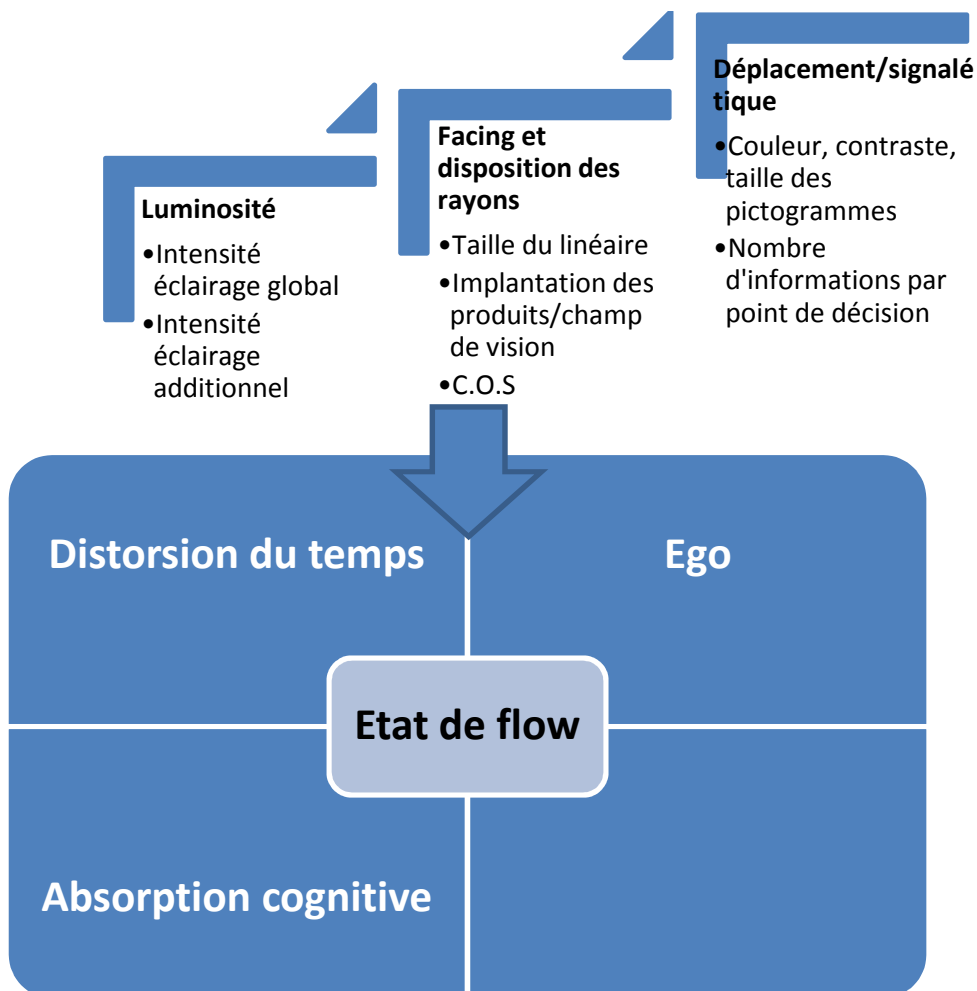 Luminosité
•Intensité
éclairage global
•Intensité
éclairage
additionnel
Facing et
disposition des
rayons
•Taille du linéaire
•Implantation des
produits/champ
de vision
•C.O.S
Déplacement/signalé
tique
•Couleur, contraste,
taille des
pictogrammes
•Nombre
d'informations par
point de décision
Distorsion du temps
Ego
Etat de flow
Absorption cognitive